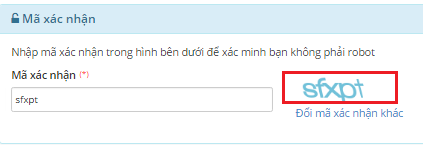 Mã xác nhận
Nhập mã xác nhận trong hình bên dưới để xác minh bạn không phải robot
Mã xác nhận (*)
sfxpt
sfxpt
Đổi mã xác nhận khác